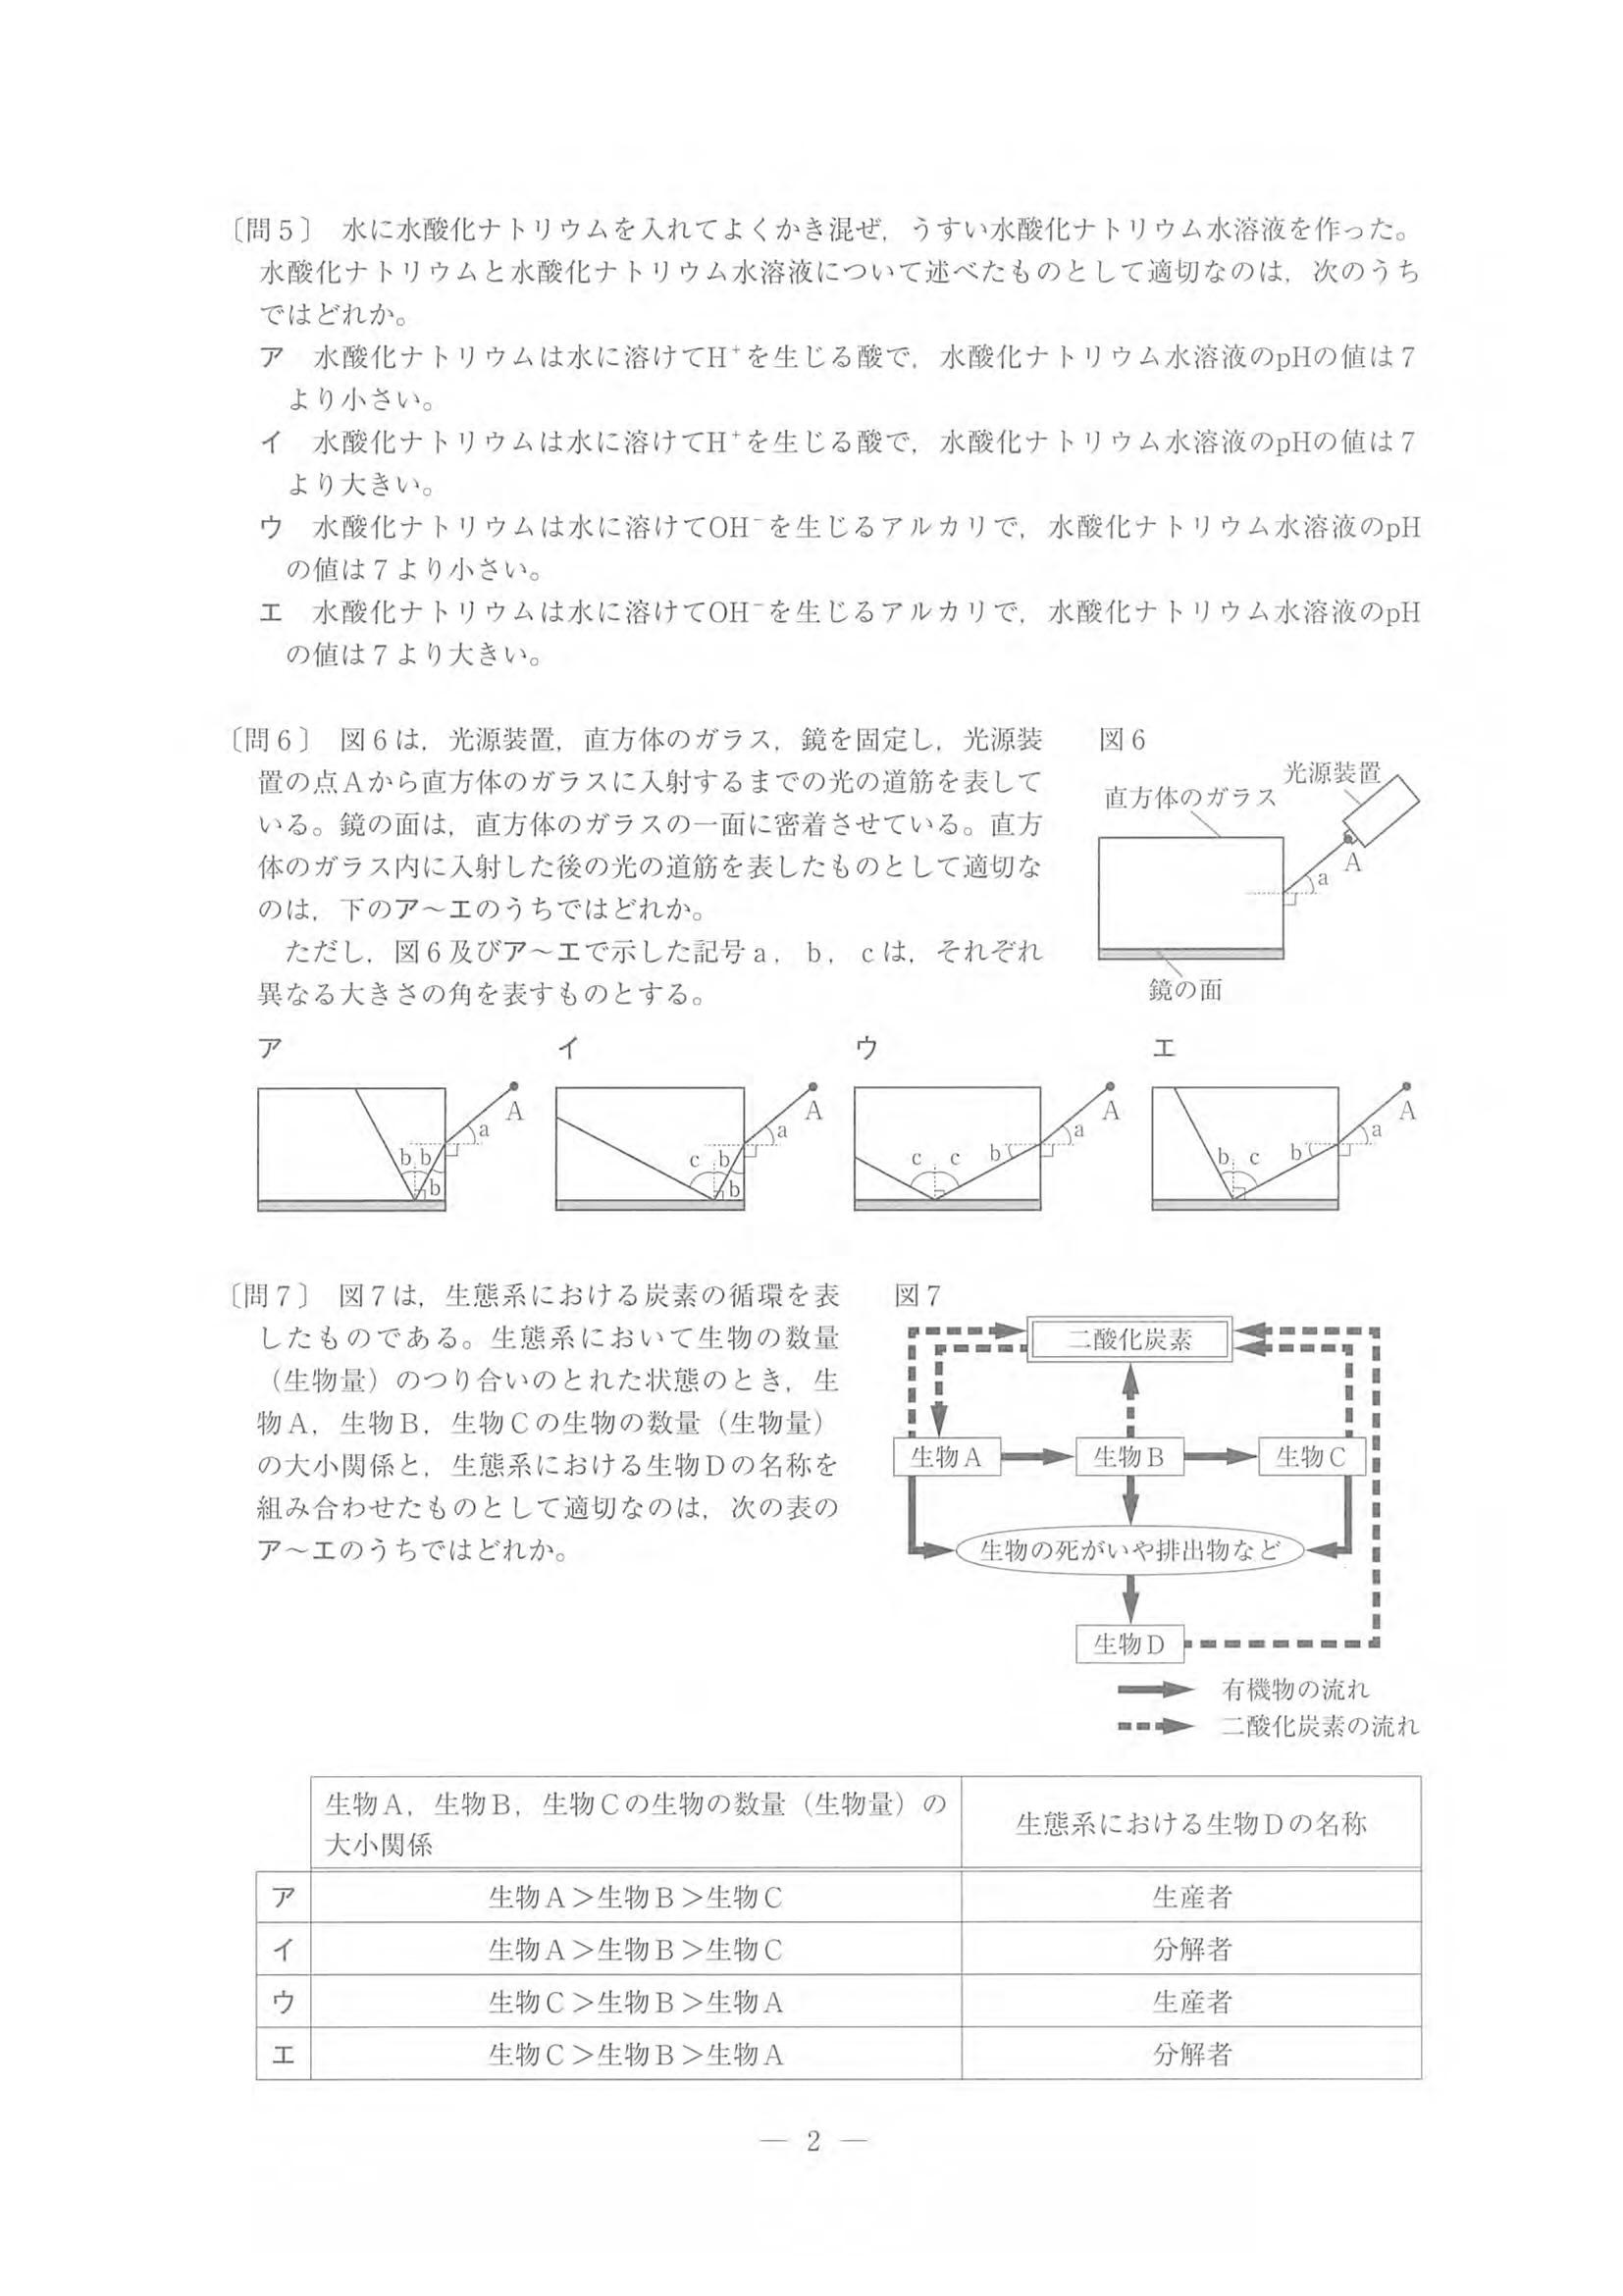 〔問5〕 水に水酸化ナトリウムを入れてよくかき混ぜ，うすい水酸化ナトリウム水溶液を作った。
水酸化ナトリウムと水酸化ナトリウム水溶液について述べたものとして適切なのは，次のうち
ではどれか。
ア 水酸化ナトリウムは水に溶けてH⁺を生じる酸で，水酸化ナトリウム水溶液のpHの値は7
より小さい。
イ 水酸化ナトリウムは水に溶けてH⁺を生じる酸で，水酸化ナトリウム水溶液のpHの値は7
より大きい。
ウ 水酸化ナトリウムは水に溶けてOH⁻を生じるアルカリで，水酸化ナトリウム水溶液のpH
の値は7より小さい。
エ 水酸化ナトリウムは水に溶けてOH⁻を生じるアルカリで，水酸化ナトリウム水溶液のpH
の値は7より大きい。
〔問6〕 図6は，光源装置，直方体のガラス，鏡を固定し，光源装
置の点Aから直方体のガラスに入射するまでの光の道筋を表して
いる。鏡の面は，直方体のガラスの一面に密着させている。直方
体のガラス内に入射した後の光の道筋を表したものとして適切な
のは，下のア～エのうちではどれか。
ただし，図6及びア～エで示した記号a，b，cは，それぞれ
異なる大きさの角を表すものとする。
図6
光源装置
直方体のガラス
A
a
鏡の面
ア
A
a
b b
b
イ
A
a
c b
b
ウ
A
a
b
c c
エ
A
a
b
b c
〔問7〕 図7は，生態系における炭素の循環を表
したものである。生態系において生物の数量
（生物量）のつり合いのとれた状態のとき，生
物A，生物B，生物Cの生物の数量（生物量）
の大小関係と，生態系における生物Dの名称を
組み合わせたものとして適切なのは，次の表の
ア～エのうちではどれか。
図7
二酸化炭素
生物A 生物B 生物C
生物の死がいや排出物など
生物D
有機物の流れ
二酸化炭素の流れ
生物A，生物B，生物Cの生物の数量（生物量）の
大小関係
生態系における生物Dの名称
ア 生物A＞生物B＞生物C 生産者
イ 生物A＞生物B＞生物C 分解者
ウ 生物C＞生物B＞生物A 生産者
エ 生物C＞生物B＞生物A 分解者
― 2 ―